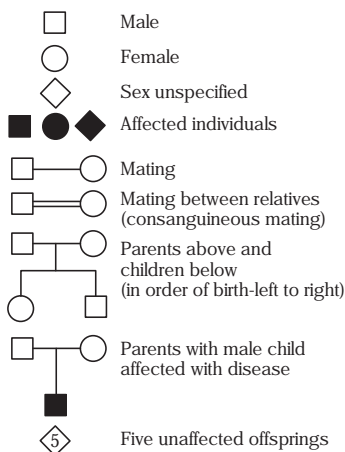 Male
Female
Sex unspecified
Affected individuals
Mating
Mating between relatives
(consanguineous mating)
Parents above and
children below
(in order of birth-left to right)
Parents with male child
affected with disease
5 Five unaffected offsprings